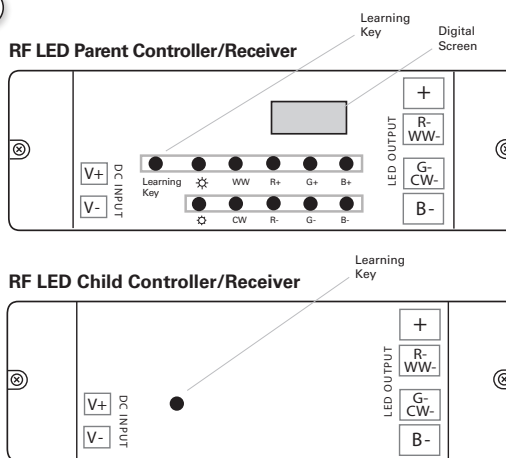 Learning
Key
Digital
Screen
RF LED Parent Controller/Receiver
V+
V-
DC INPUT
Learning
Key
WW
R+
G+
B+
CW
R-
G-
B-
LED OUTPUT
+
R-
WW-
G-
CW-
B-
Learning
Key
RF LED Child Controller/Receiver
V+
V-
DC INPUT
LED OUTPUT
+
R-
WW-
G-
CW-
B-